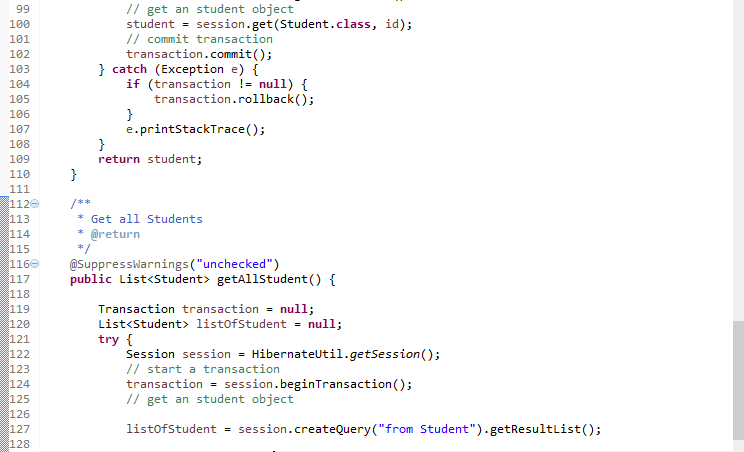 99             // get an student object
100             student = session.get(Student.class, id);
101             // commit transaction
102             transaction.commit();
103         } catch (Exception e) {
104             if (transaction != null) {
105                 transaction.rollback();
106             }
107             e.printStackTrace();
108         }
109         return student;
110     }
111
112     /**
113      * Get all Students
114      * @return
115      */
116     @SuppressWarnings("unchecked")
117     public List<Student> getAllStudent() {
118
119         Transaction transaction = null;
120         List<Student> listOfStudent = null;
121         try {
122             Session session = HibernateUtil.getSession();
123             // start a transaction
124             transaction = session.beginTransaction();
125             // get an student object
126
127             listOfStudent = session.createQuery("from Student").getResultList();
128